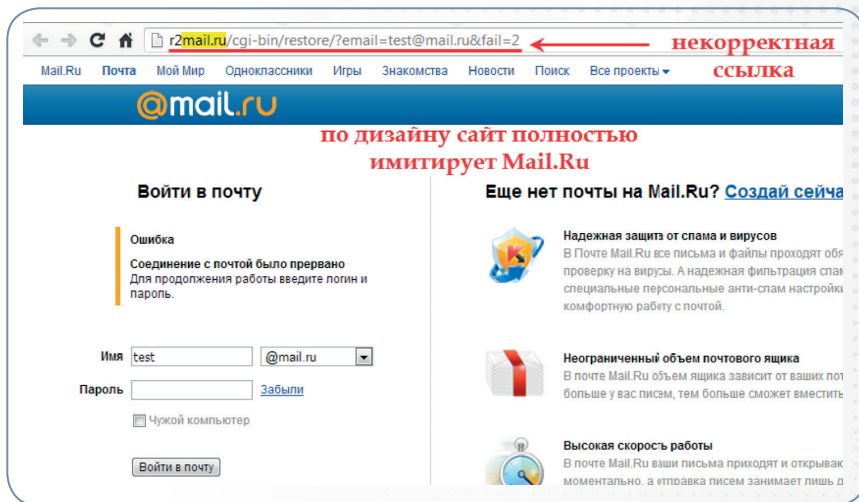 r2mail.ru/cgi-bin/restore/?email=test@mail.ru&fail=2
некорректная
ссылка
Mail.Ru Почта Мой Мир Одноклассники Игры Знакомства Новости Поиск Все проекты
@mail.ru
по дизайну сайт полностью
имитирует Mail.Ru
Войти в почту
Ошибка
Соединение с почтой было прервано
Для продолжения работы введите логин и
пароль.
Имя test @mail.ru
Пароль Забыли
Чужой компьютер
Войти в почту
Еще нет почты на Mail.Ru? Создай сейча
Надежная защита от спама и вирусов
В Почте Mail.Ru все письма и файлы проходят обя
проверку на вирусы. А надежная фильтрация спам
специальные персональные анти-спам настройки
комфортную работу с почтой.
Неограниченный объем почтового ящика
В почте Mail.Ru объем ящика зависит от ваших пот
больше у вас писем, тем больше сможет вместить
Высокая скорость работы
В почте Mail.Ru ваши письма приходят и открываю
моментально, а отправка писем занимает лишь д